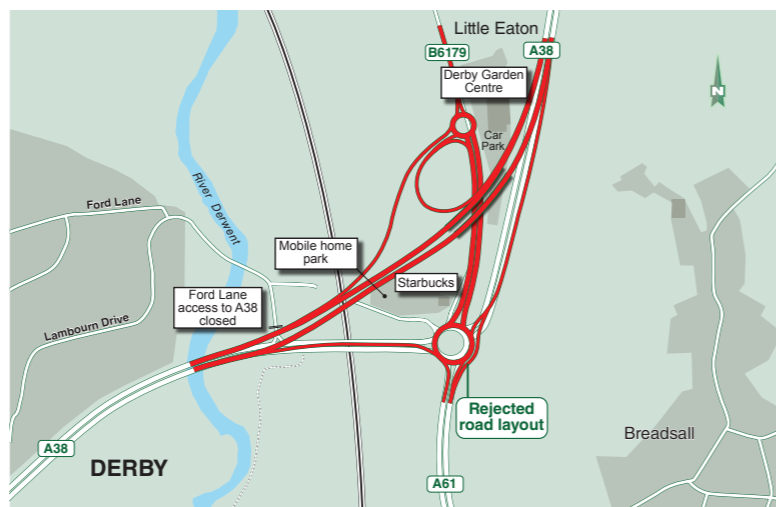 Little Eaton
B6179
A38
Derby Garden
Centre
N
Car
Park
Ford Lane
River Derwent
Mobile home
park
Starbucks
Ford Lane
access to A38
closed
Lambourn Drive
Rejected
road layout
Breadsall
A38
DERBY
A61